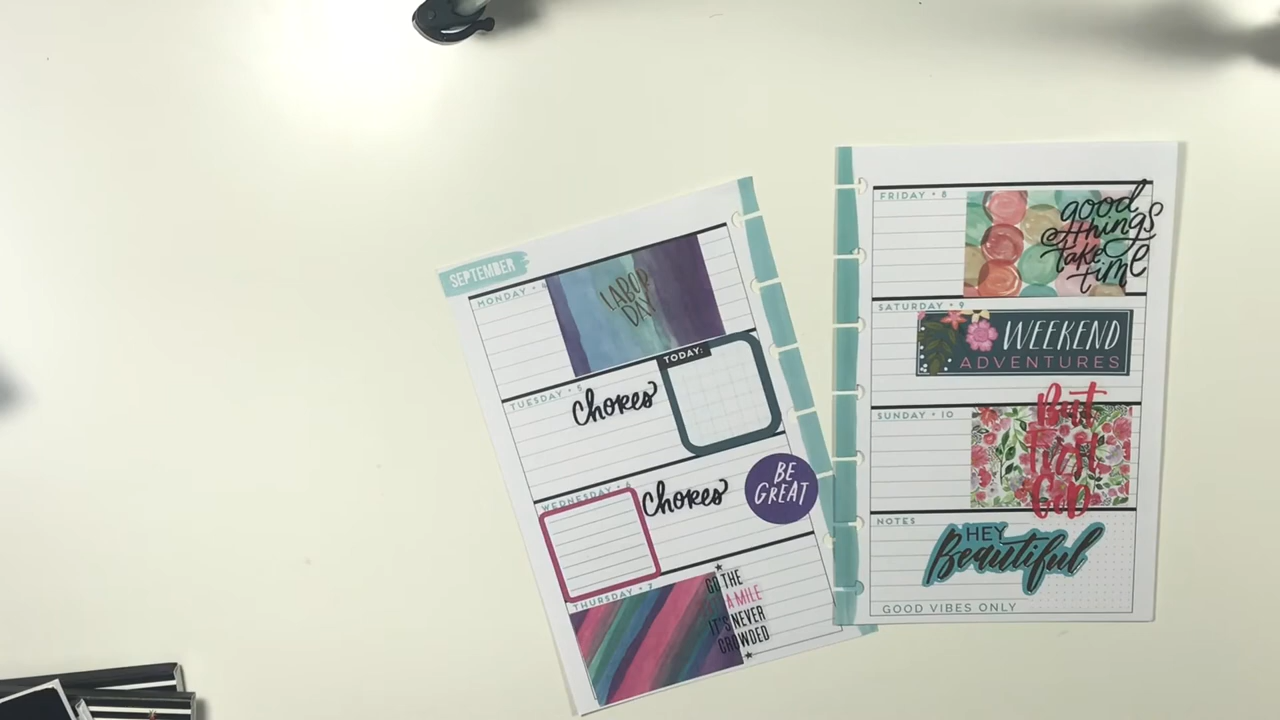 SEPTEMBER
MONDAY • 4
LABOR
DAY
TUESDAY • 5
chores
TODAY:
WEDNESDAY • 6
chores
BE
GREAT
THURSDAY • 7
GO THE
A MILE
IT'S NEVER
CROWDED
FRIDAY • 8
good
things
take
time
SATURDAY • 9
WEEKEND
ADVENTURES
SUNDAY • 10
But
First
NOTES
HEY
Beautiful
GOOD VIBES ONLY